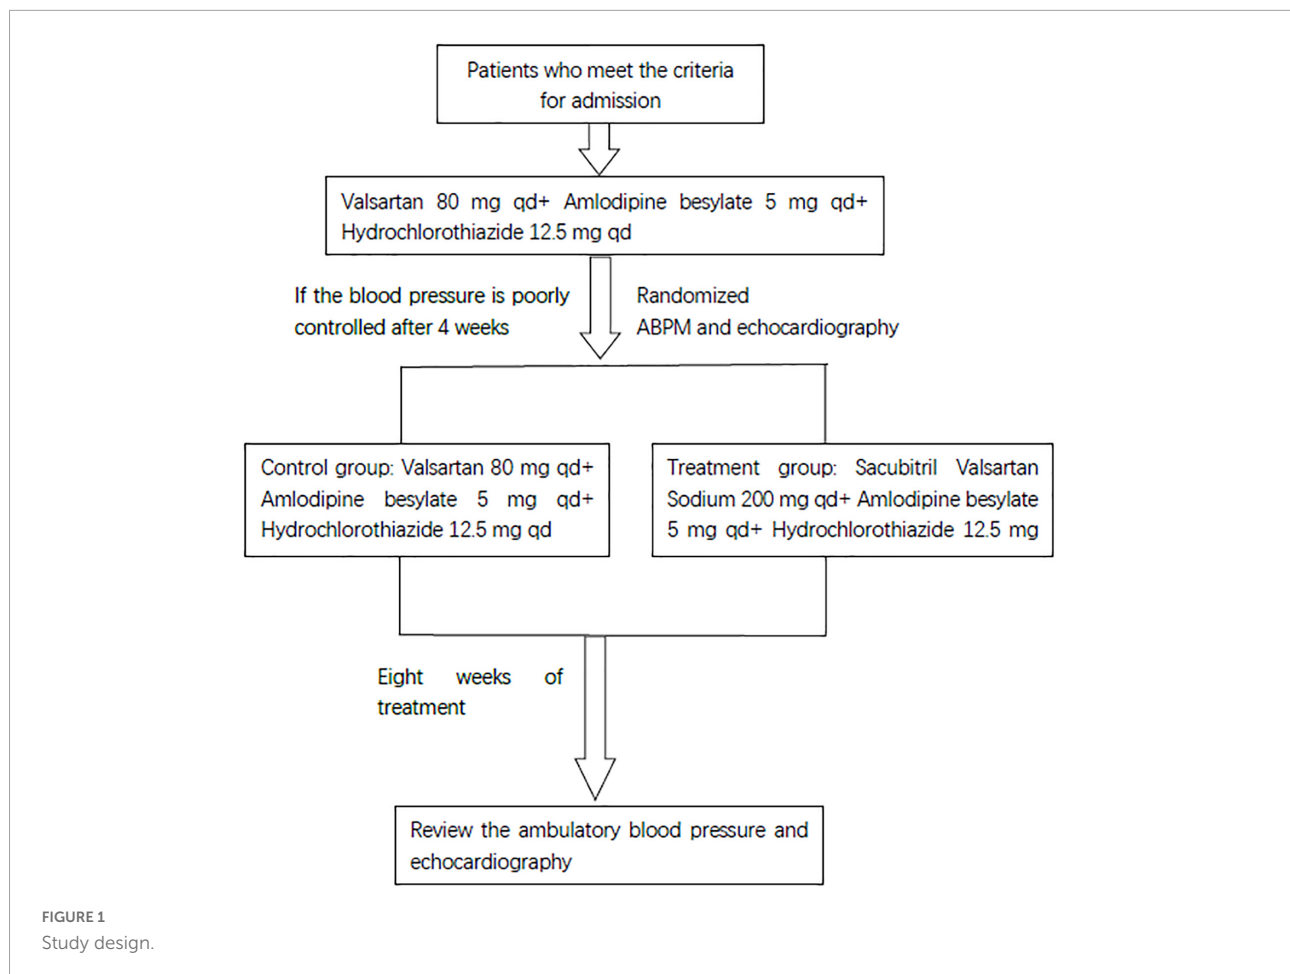 Patients who meet the criteria
for admission
Valsartan 80 mg qd+ Amlodipine besylate 5 mg qd+
Hydrochlorothiazide 12.5 mg qd
If the blood pressure is poorly
controlled after 4 weeks
Randomized
ABPM and echocardiography
Control group: Valsartan 80 mg qd+
Amlodipine besylate 5 mg qd+
Hydrochlorothiazide 12.5 mg qd
Treatment group: Sacubitril Valsartan
Sodium 200 mg qd+ Amlodipine besylate
5 mg qd+ Hydrochlorothiazide 12.5 mg
Eight weeks of
treatment
Review the ambulatory blood pressure and
echocardiography
FIGURE 1
Study design.